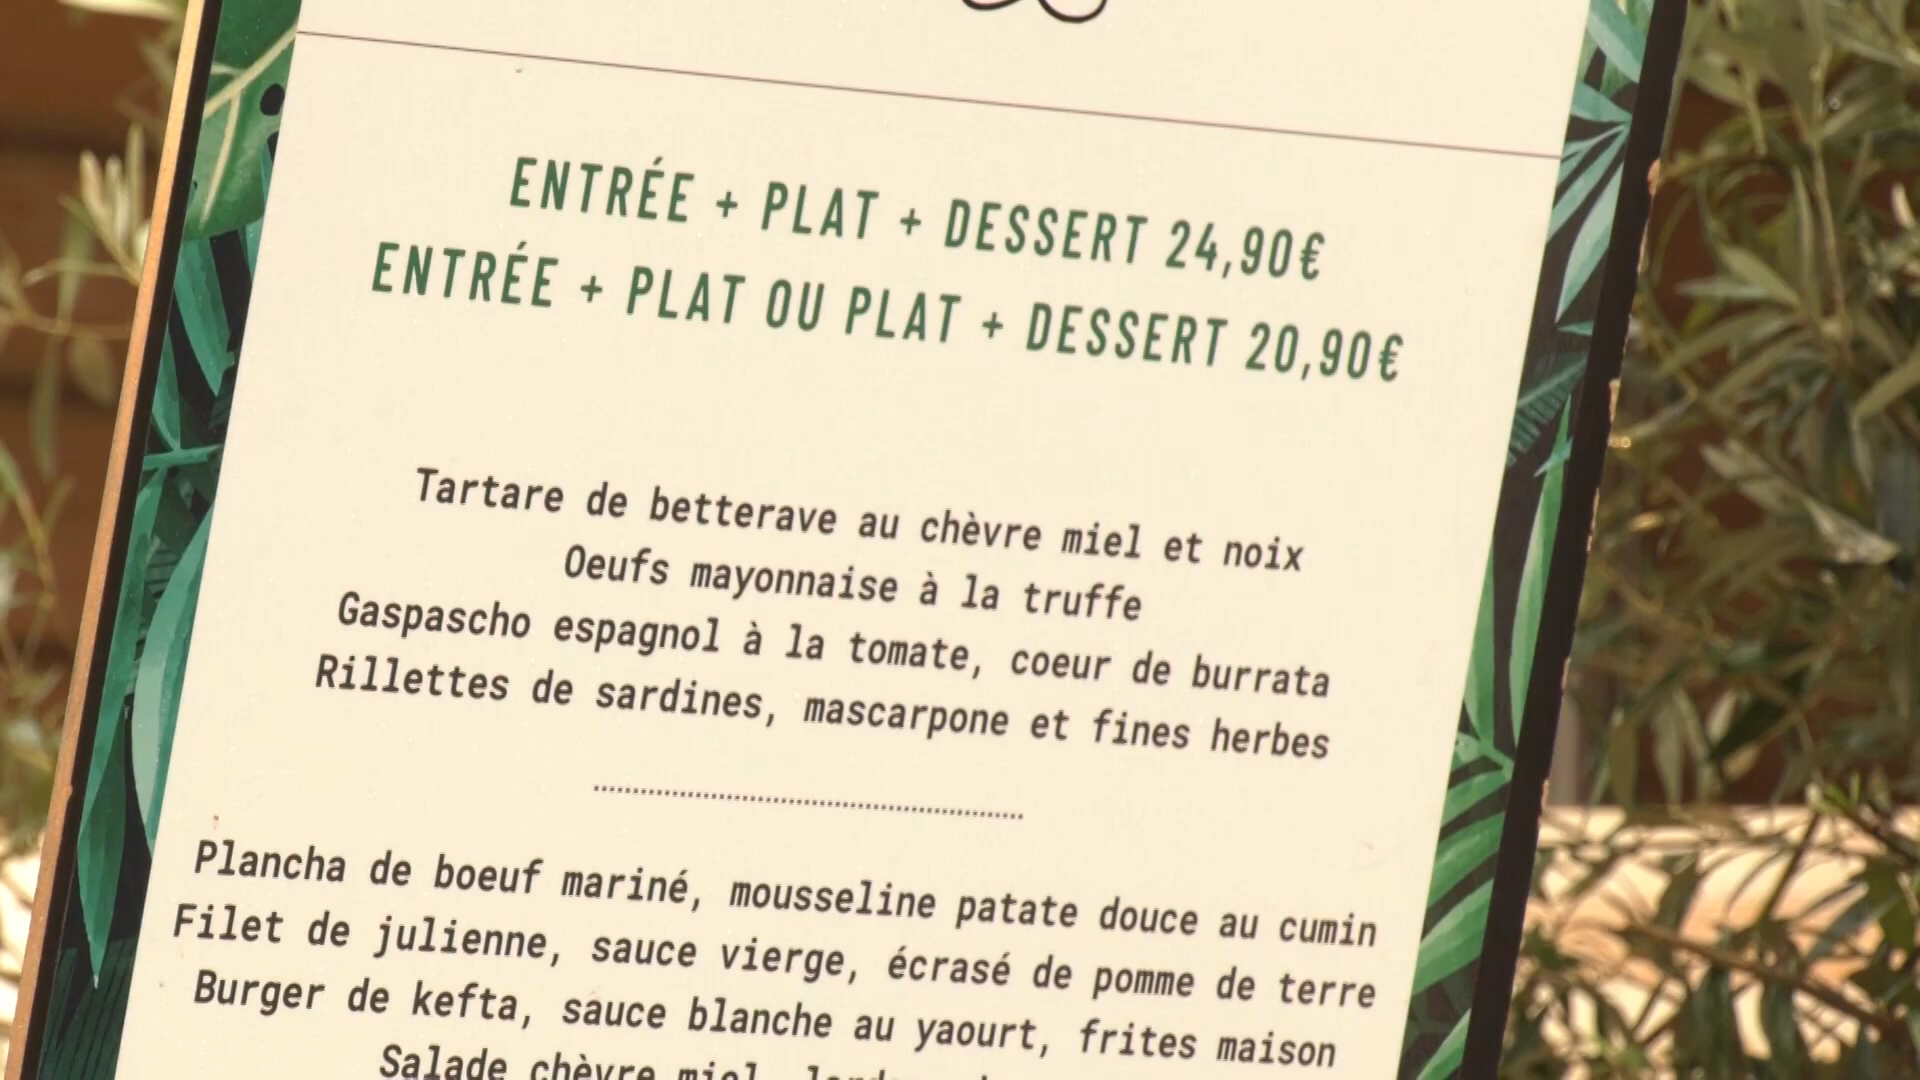 ENTRÉE + PLAT + DESSERT 24,90€
ENTRÉE + PLAT OU PLAT + DESSERT 20,90€
Tartare de betterave au chèvre miel et noix
Oeufs mayonnaise à la truffe
Gaspascho espagnol à la tomate, coeur de burrata
Rillettes de sardines, mascarpone et fines herbes
Plancha de boeuf mariné, mousseline patate douce au cumin
Filet de julienne, sauce vierge, écrasé de pomme de terre
Burger de kefta, sauce blanche au yaourt, frites maison
Salade chèvre miel,